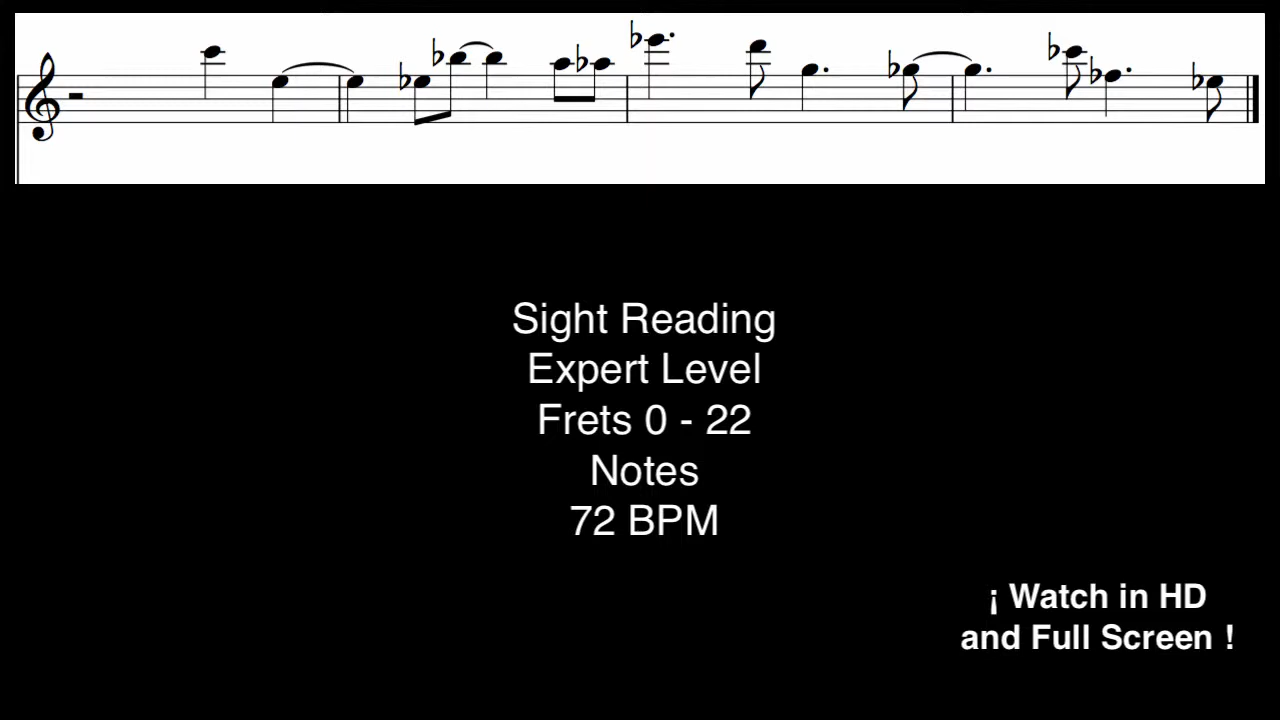 Sight Reading
Expert Level
Frets 0 - 22
Notes
72 BPM
¡ Watch in HD
and Full Screen !